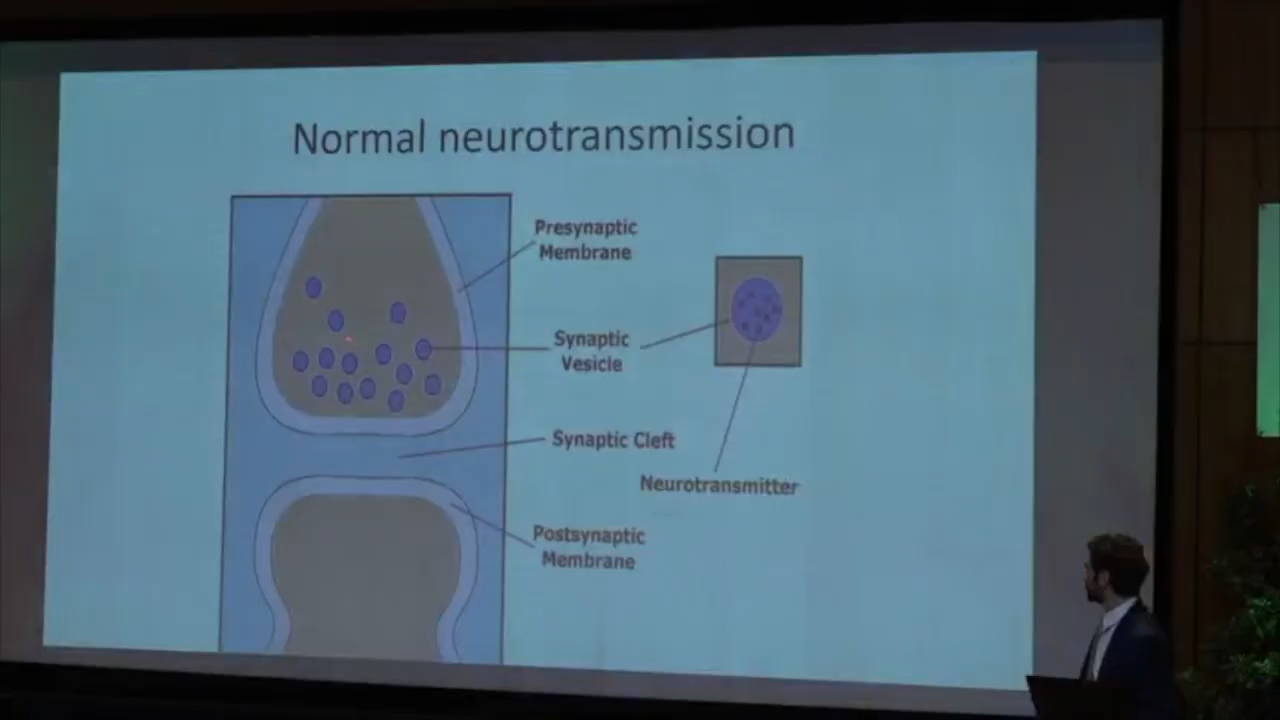 Normal neurotransmission
Presynaptic
Membrane
Synaptic
Vesicle
Synaptic Cleft
Neurotransmitter
Postsynaptic
Membrane